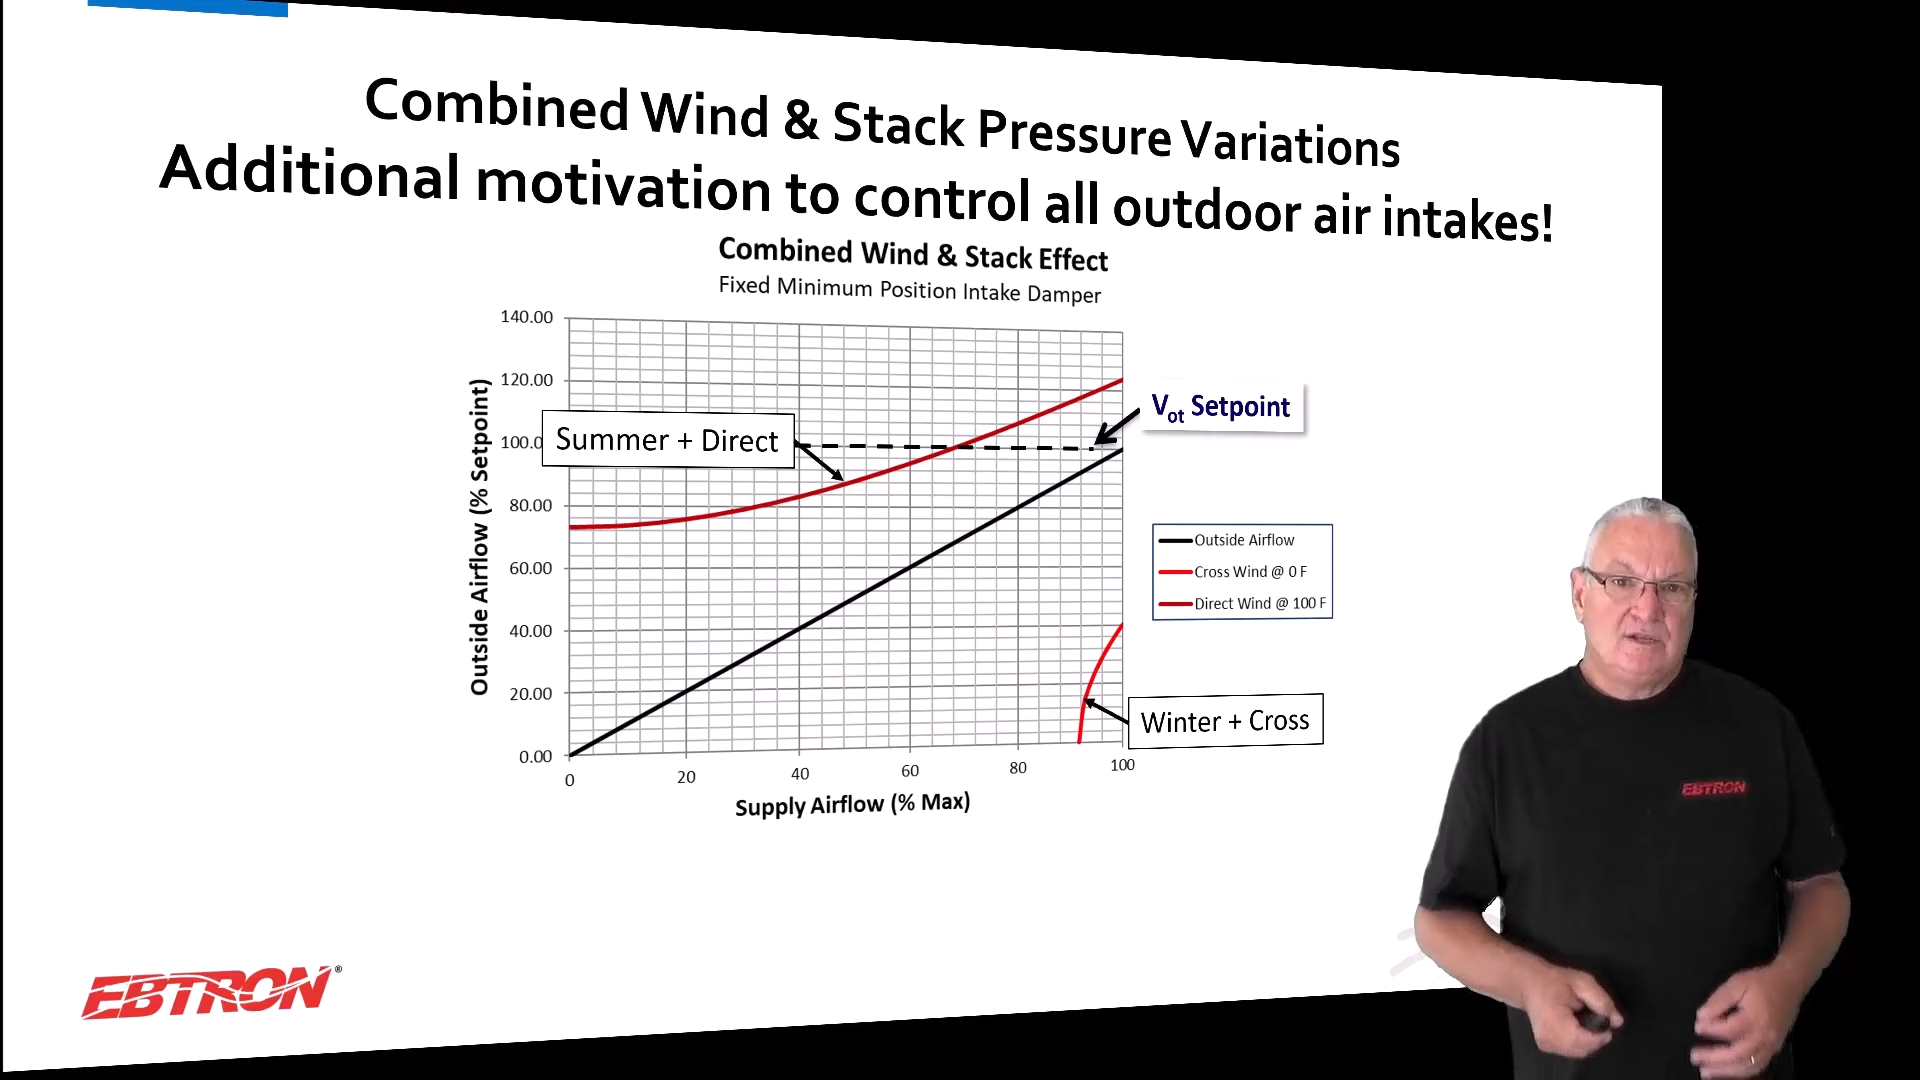 Combined Wind & Stack Pressure Variations
Additional motivation to control all outdoor air intakes!
Combined Wind & Stack Effect
Fixed Minimum Position Intake Damper
140.00
120.00
100.0
80.00
60.00
40.00
20.00
0.00
Outside Airflow (% Setpoint)
Summer + Direct
Vot Setpoint
Outside Airflow
Cross Wind @ 0 F
Direct Wind @ 100 F
Winter + Cross
0 20 40 60 80 100
Supply Airflow (% Max)
EBTRON
EBTRON®